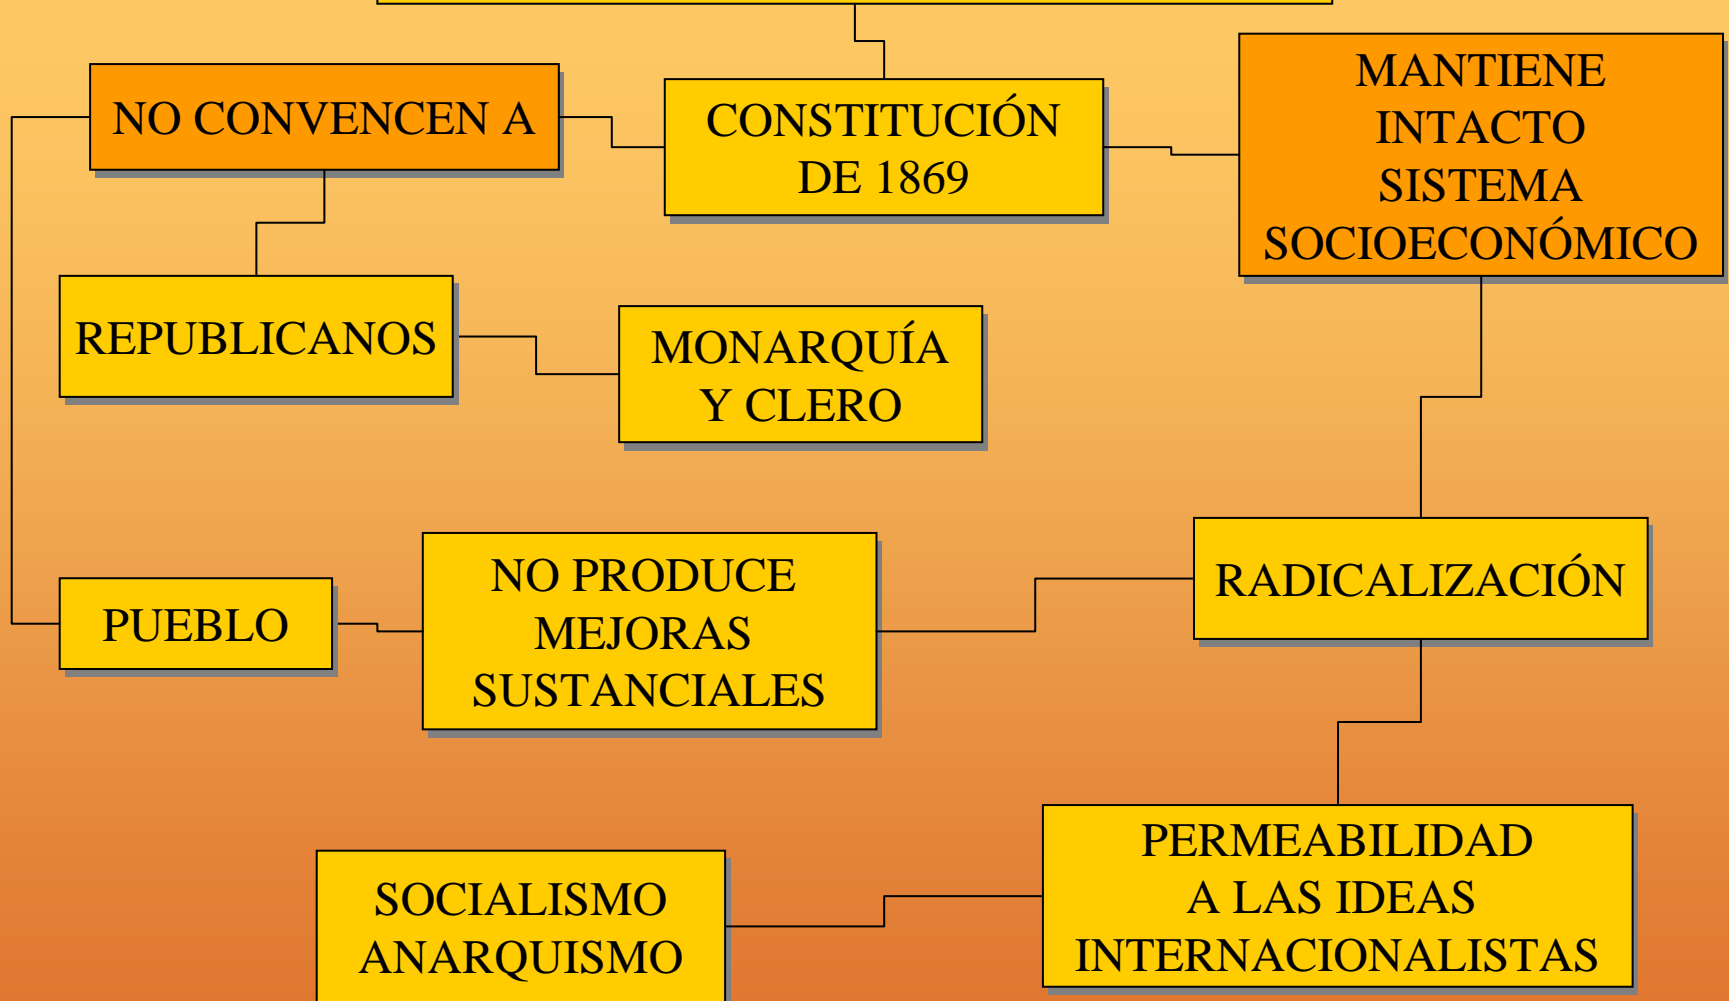 NO CONVENCEN A
CONSTITUCIÓN
DE 1869
MANTIENE
INTACTO
SISTEMA
SOCIOECONÓMICO
REPUBLICANOS
MONARQUÍA
Y CLERO
PUEBLO
NO PRODUCE
MEJORAS
SUSTANCIALES
RADICALIZACIÓN
SOCIALISMO
ANARQUISMO
PERMEABILIDAD
A LAS IDEAS
INTERNACIONALISTAS